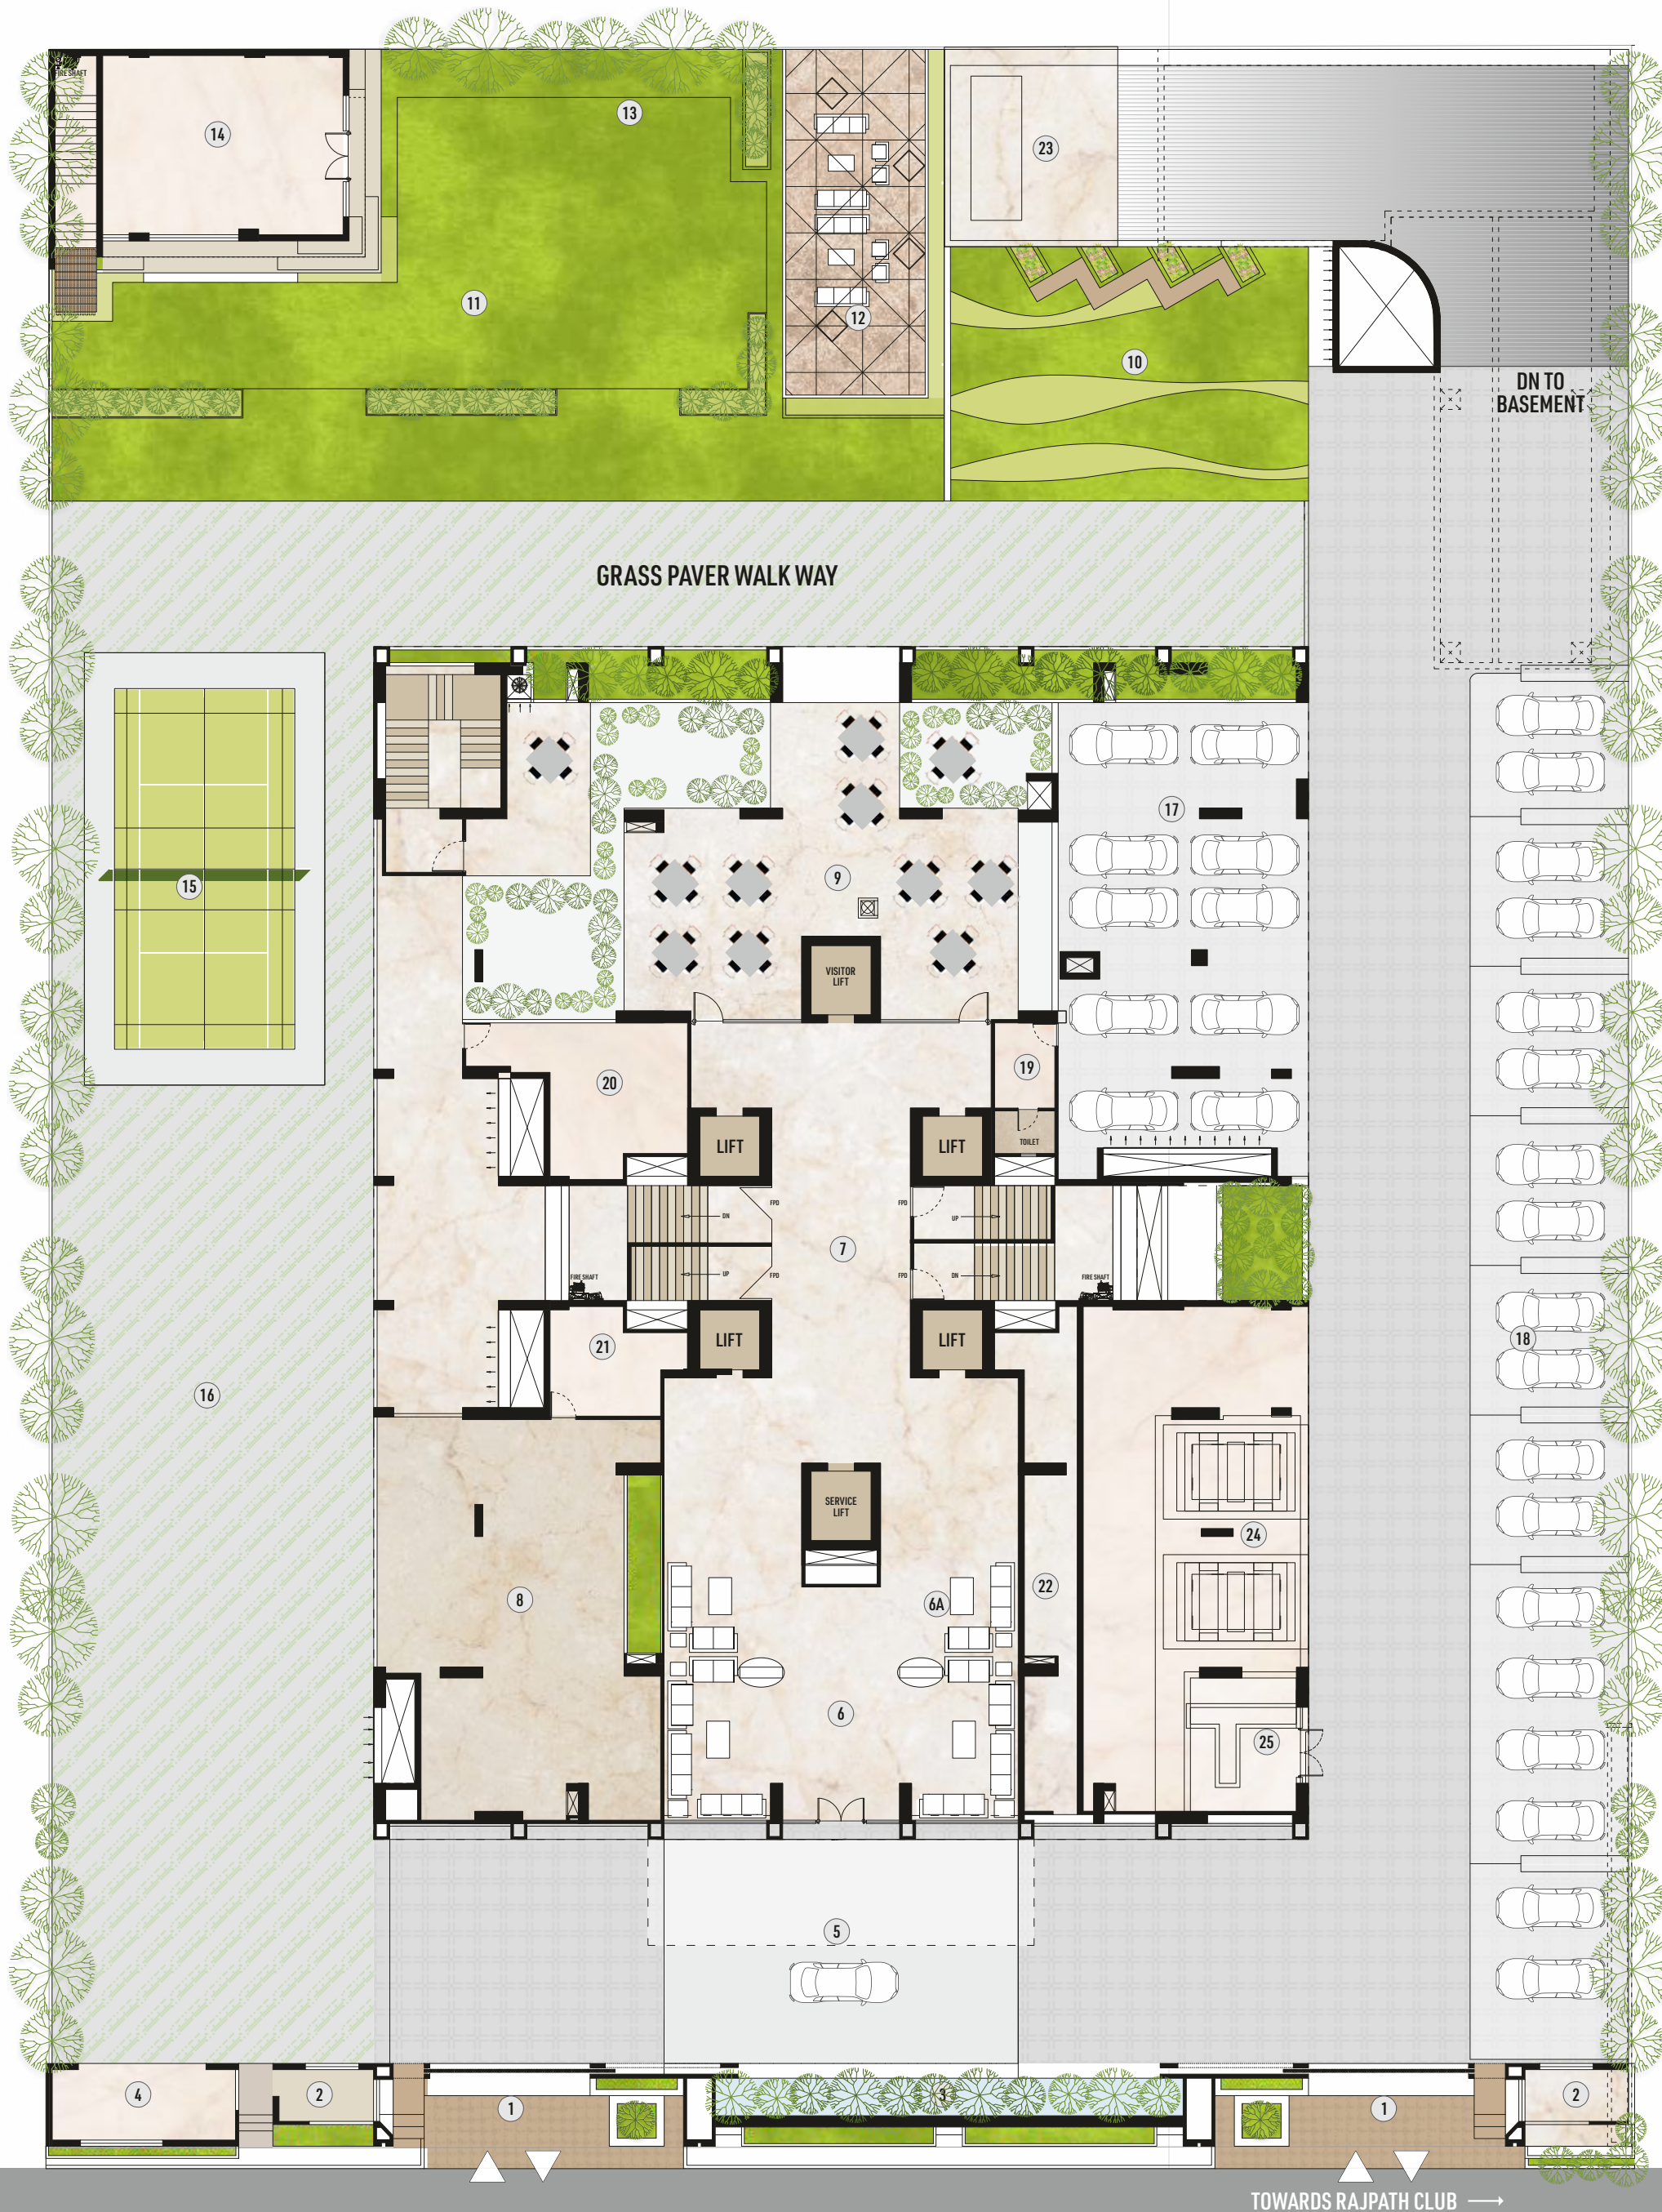 FIRE SHAFT
14
13
23
11
12
10
DN TO
BASEMENT
GRASS PAVER WALK WAY
17
15
9
VISITOR
LIFT
20
19
LIFT
LIFT
TOILET
DN
FPD
FPD
UP
7
UP
FPD
FPD
DN
FIRE SHAFT
FIRE SHAFT
21
LIFT
LIFT
18
16
SERVICE
LIFT
24
8
22
6A
6
25
5
4
2
1
3
1
2
TOWARDS RAJPATH CLUB